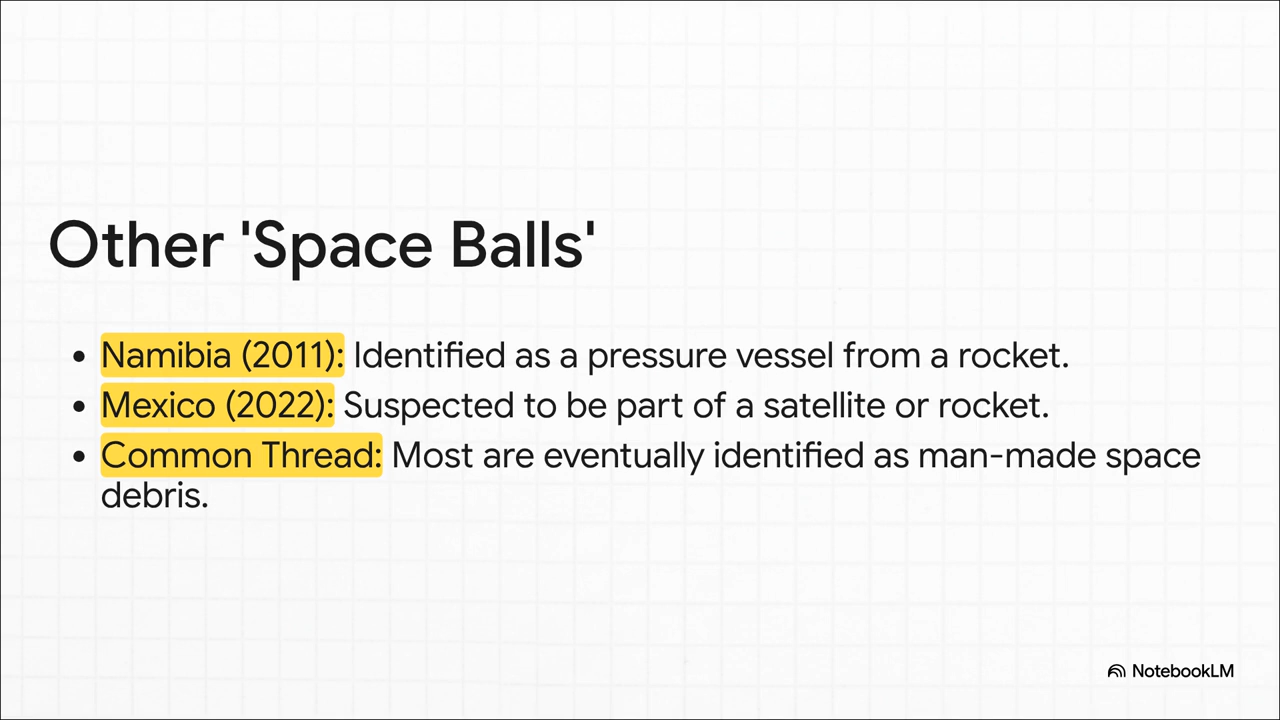 Other 'Space Balls'
• Namibia (2011): Identified as a pressure vessel from a rocket.
• Mexico (2022): Suspected to be part of a satellite or rocket.
• Common Thread: Most are eventually identified as man-made space
debris.
NotebookLM